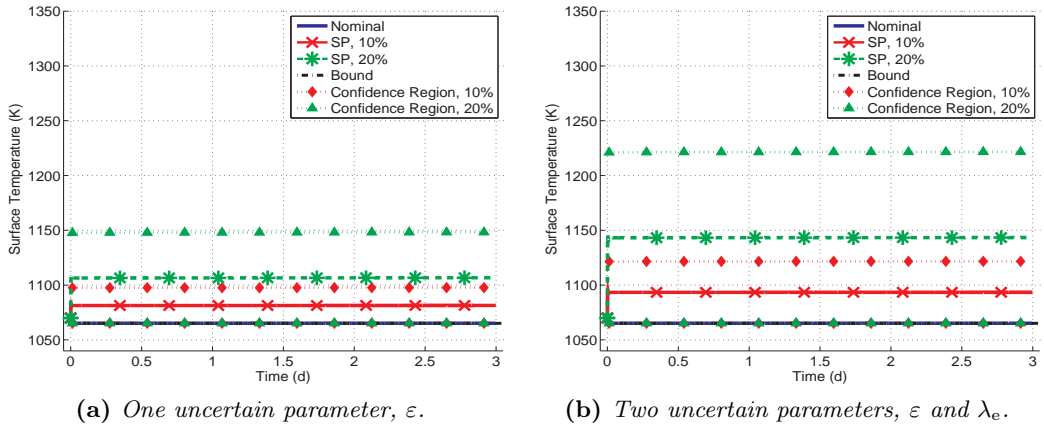 1350
1300
1250
1200
1150
1100
1050
Surface Temperature (K)
0
0.5
1
1.5
2
2.5
3
Time (d)
Nominal
SP, 10%
SP, 20%
Bound
Confidence Region, 10%
Confidence Region, 20%
(a) One uncertain parameter, ε.
1350
1300
1250
1200
1150
1100
1050
Surface Temperature (K)
0
0.5
1
1.5
2
2.5
3
Time (d)
Nominal
SP, 10%
SP, 20%
Bound
Confidence Region, 10%
Confidence Region, 20%
(b) Two uncertain parameters, ε and λe.